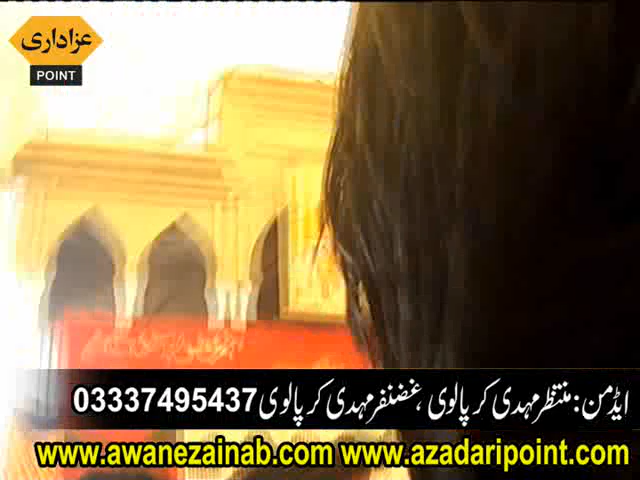 عزاداری
POINT
ایڈمن: منتظر مہدی کرپالوی ، غضنفر مہدی کرپالوی 03337495437
www.awanezainab.com www.azadaripoint.com